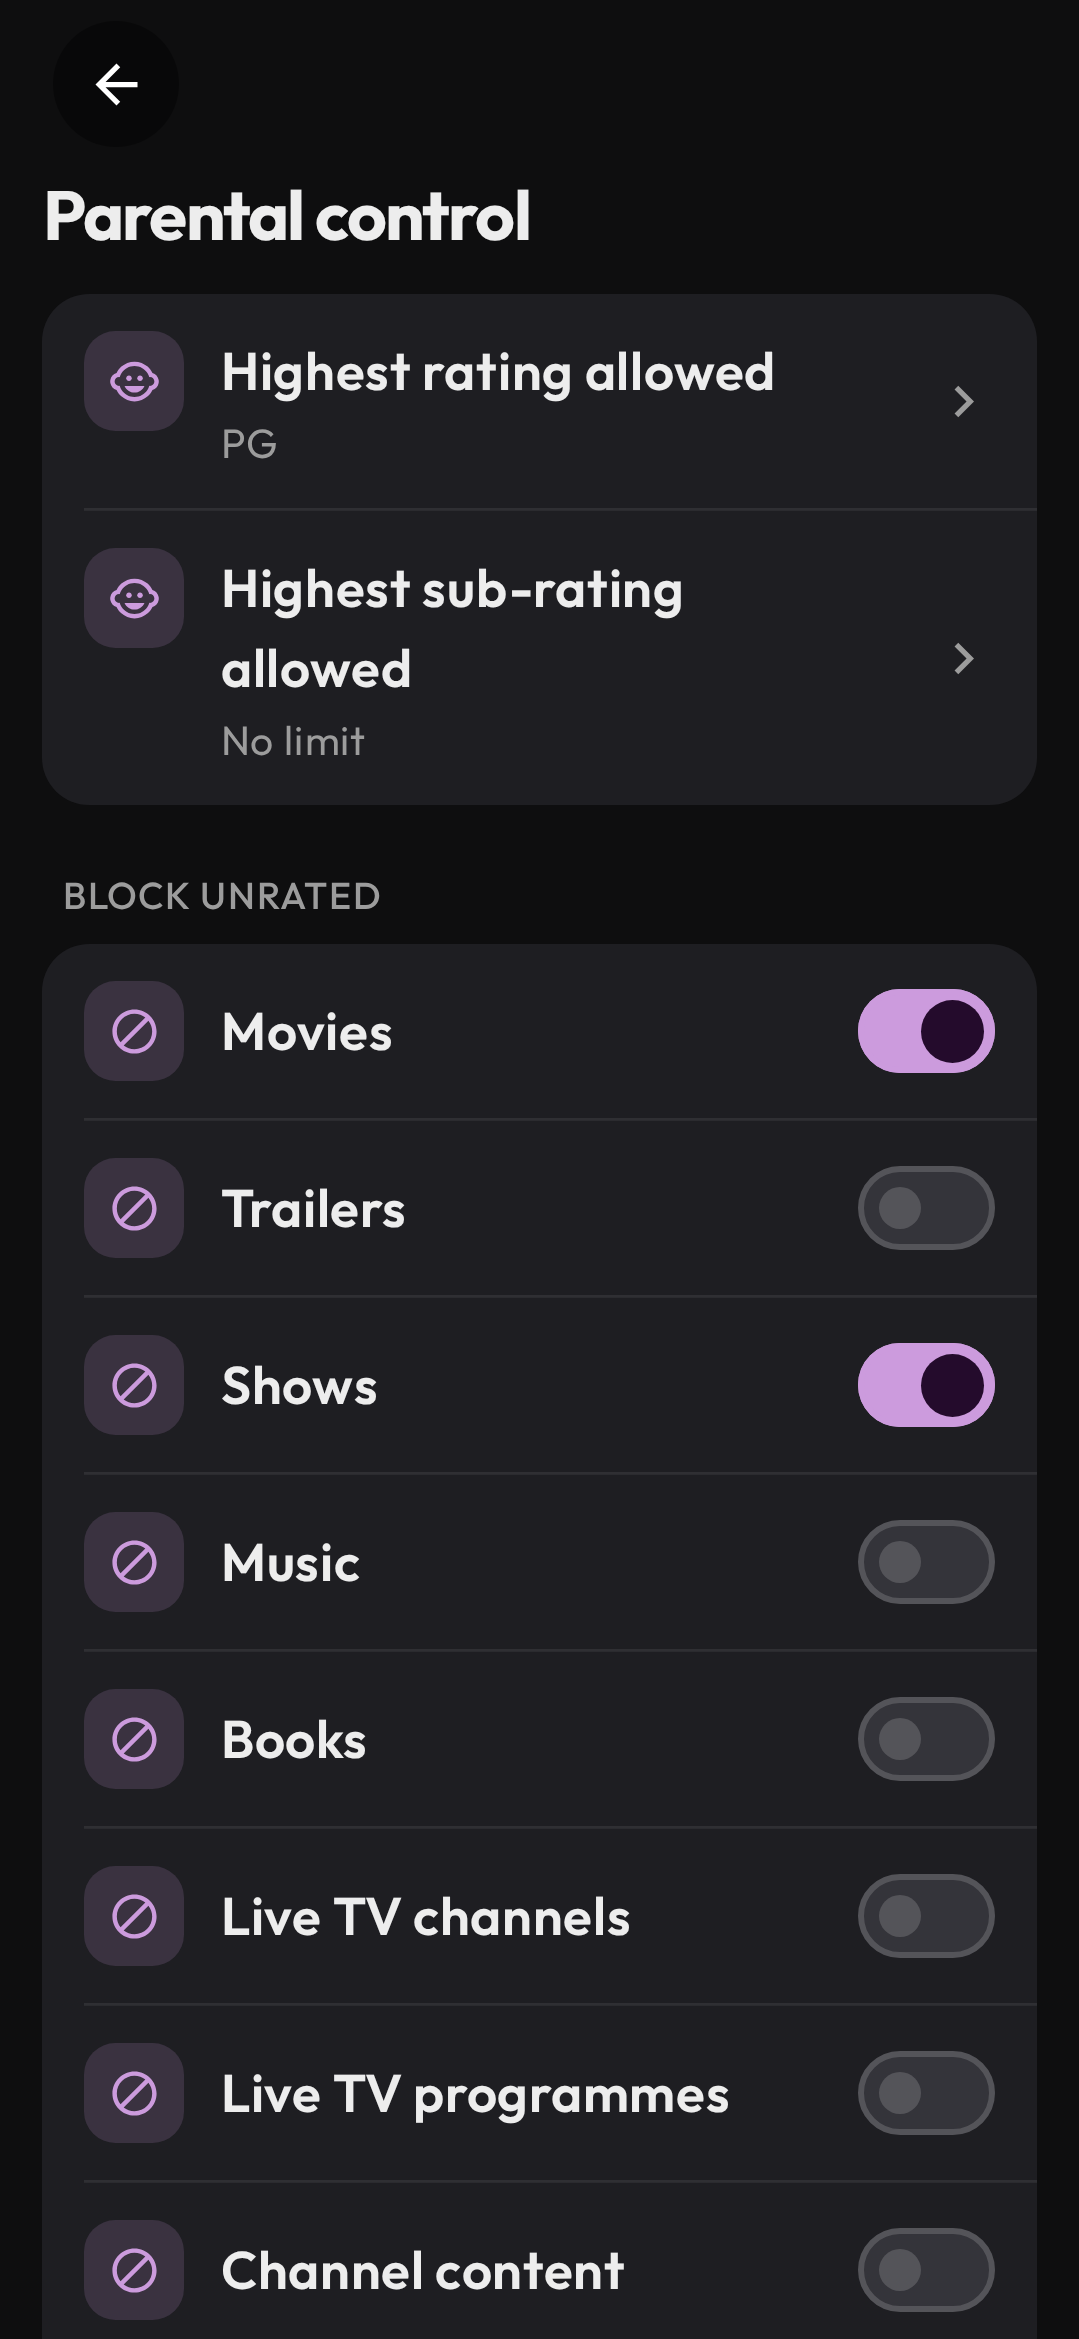 Parental control
Highest rating allowed
PG
Highest sub-rating
allowed
No limit
BLOCK UNRATED
Movies
Trailers
Shows
Music
Books
Live TV channels
Live TV programmes
Channel content